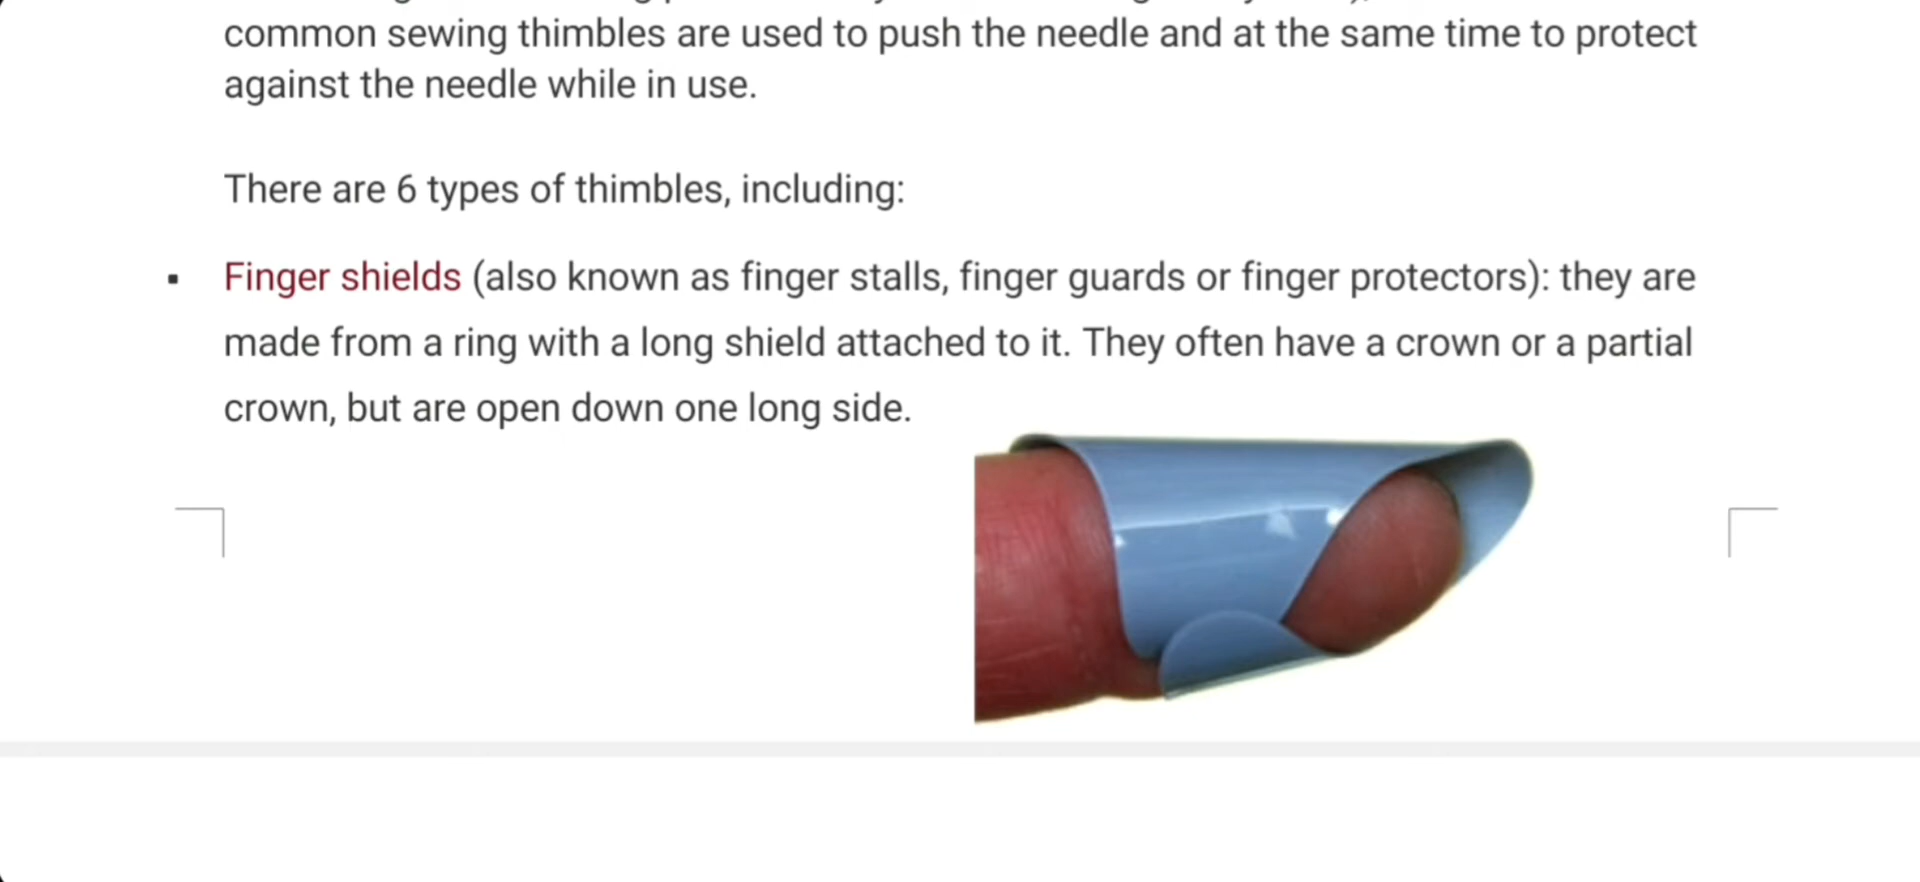 common sewing thimbles are used to push the needle and at the same time to protect
against the needle while in use.
There are 6 types of thimbles, including:
▪ Finger shields (also known as finger stalls, finger guards or finger protectors): they are
made from a ring with a long shield attached to it. They often have a crown or a partial
crown, but are open down one long side.